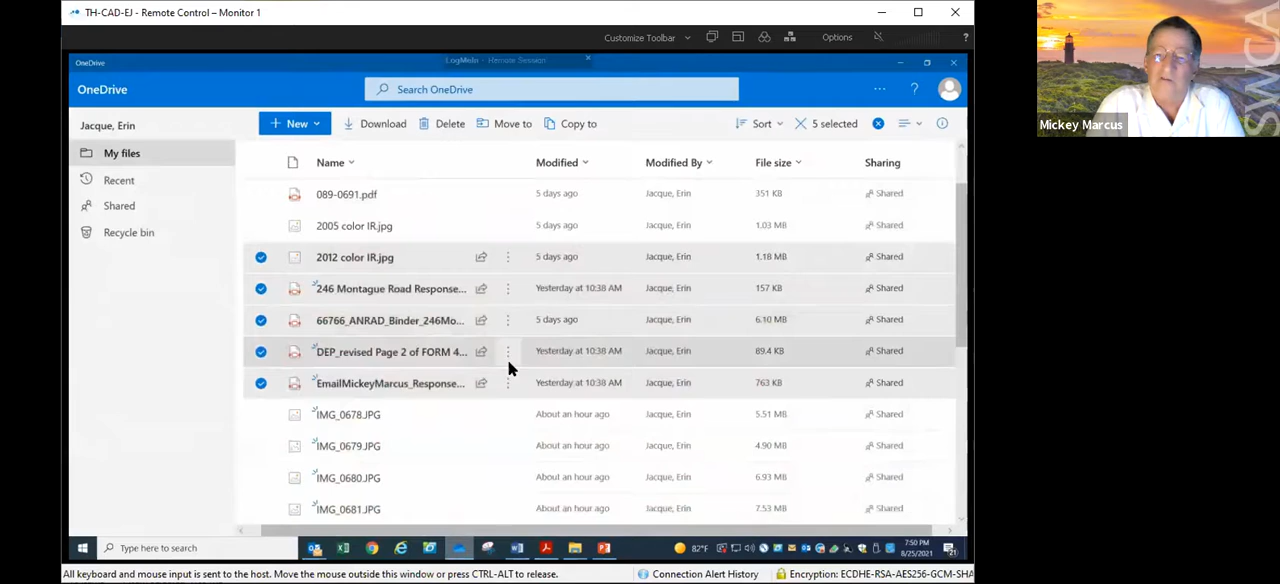 TH-CAD-EJ - Remote Control – Monitor 1
Customize Toolbar
Options
?
OneDrive
LogMeIn - Remote Session
OneDrive
Search OneDrive
?
Jacque, Erin
My files
Recent
Shared
Recycle bin
New
Download
Delete
Move to
Copy to
Sort
5 selected
Name Modified Modified By File size Sharing
089-0691.pdf 5 days ago Jacque, Erin 351 KB Shared
2005 color IR.jpg 5 days ago Jacque, Erin 1.03 MB Shared
2012 color IR.jpg 5 days ago Jacque, Erin 1.18 MB Shared
246 Montague Road Response... Yesterday at 10:38 AM Jacque, Erin 157 KB Shared
66766_ANRAD_Binder_246Mo... 5 days ago Jacque, Erin 6.10 MB Shared
DEP_revised Page 2 of FORM 4... Yesterday at 10:38 AM Jacque, Erin 89.4 KB Shared
EmailMickeyMarcus_Response... Yesterday at 10:38 AM Jacque, Erin 763 KB Shared
IMG_0678.JPG About an hour ago Jacque, Erin 5.51 MB Shared
IMG_0679.JPG About an hour ago Jacque, Erin 4.90 MB Shared
IMG_0680.JPG About an hour ago Jacque, Erin 6.93 MB Shared
IMG_0681.JPG About an hour ago Jacque, Erin 7.53 MB Shared
Type here to search
82°F
7:50 PM
8/25/2021
21
All keyboard and mouse input is sent to the host. Move the mouse outside this window or press CTRL-ALT to release.
Connection Alert History
Encryption: ECDHE-RSA-AES256-GCM-SHA
SWCA
Mickey Marcus